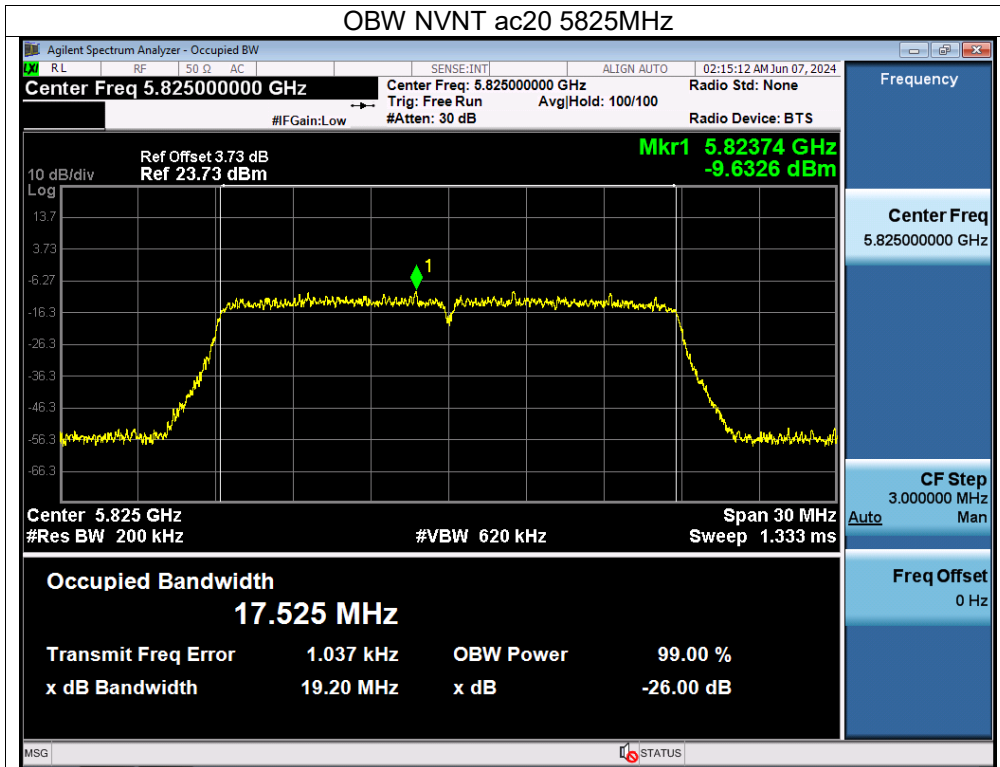 OBW NVNT ac20 5825MHz
Agilent Spectrum Analyzer - Occupied BW
LXI RL RF 50 Ω AC SENSE:INT ALIGN AUTO 02:15:12 AM Jun 07, 2024
Center Freq 5.825000000 GHz Center Freq: 5.825000000 GHz Radio Std: None
Trig: Free Run Avg|Hold: 100/100
#IFGain:Low #Atten: 30 dB Radio Device: BTS
Frequency
Mkr1 5.82374 GHz
-9.6326 dBm
Ref Offset 3.73 dB
10 dB/div Ref 23.73 dBm
Log
13.7
3.73
-6.27
-16.3
-26.3
-36.3
-46.3
-56.3
-66.3
1
Center 5.825 GHz Span 30 MHz
#Res BW 200 kHz #VBW 620 kHz Sweep 1.333 ms
Center Freq
5.825000000 GHz
CF Step
3.000000 MHz
Auto Man
Freq Offset
0 Hz
Occupied Bandwidth
17.525 MHz
Transmit Freq Error 1.037 kHz OBW Power 99.00 %
x dB Bandwidth 19.20 MHz x dB -26.00 dB
MSG STATUS